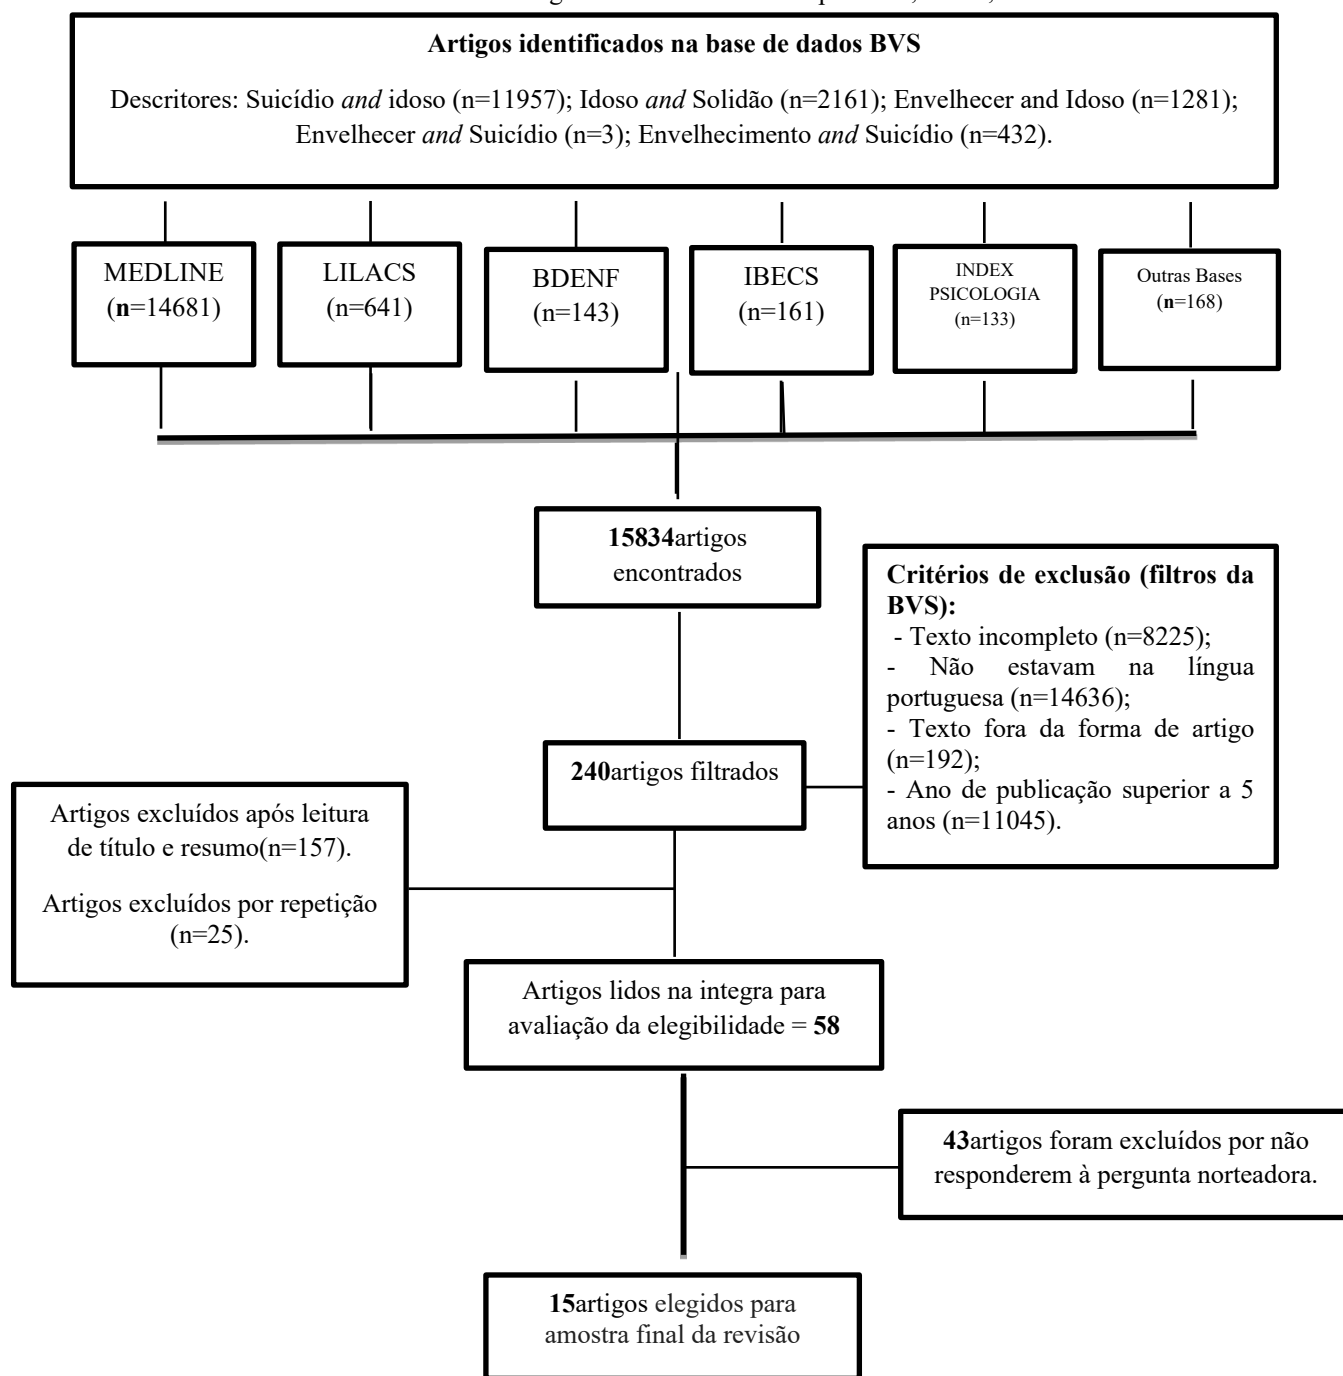 Artigos identificados na base de dados BVS
Descritores: Suicídio and idoso (n=11957); Idoso and Solidão (n=2161); Envelhecer and Idoso (n=1281);
Envelhecer and Suicídio (n=3); Envelhecimento and Suicídio (n=432).
MEDLINE
(n=14681)
LILACS
(n=641)
BDENF
(n=143)
IBECS
(n=161)
INDEX
PSICOLOGIA
(n=133)
Outras Bases
(n=168)
15834artigos
encontrados
Critérios de exclusão (filtros da
BVS):
- Texto incompleto (n=8225);
- Não estavam na língua
portuguesa (n=14636);
- Texto fora da forma de artigo
(n=192);
- Ano de publicação superior a 5
anos (n=11045).
240artigos filtrados
Artigos excluídos após leitura
de título e resumo(n=157).
Artigos excluídos por repetição
(n=25).
Artigos lidos na integra para
avaliação da elegibilidade = 58
43artigos foram excluídos por não
responderem à pergunta norteadora.
15artigos elegidos para
amostra final da revisão